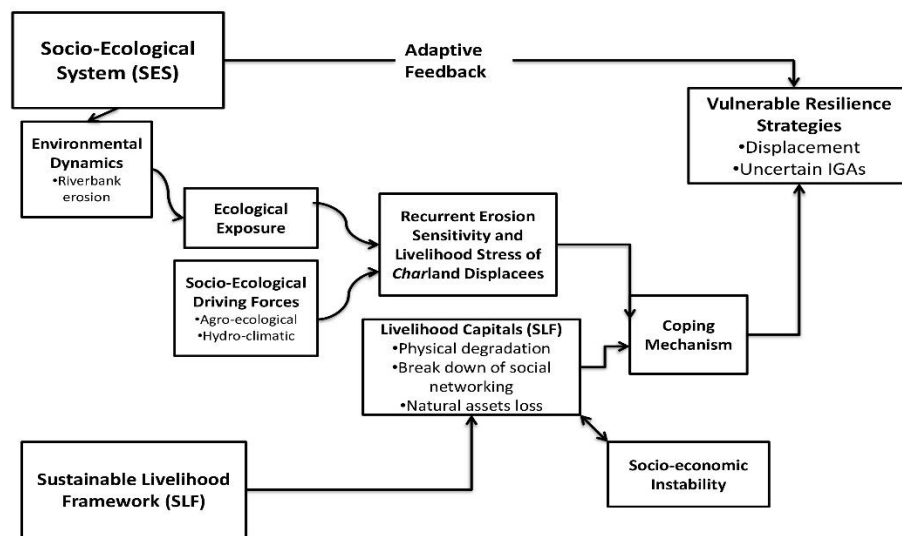 Socio-Ecological
System (SES)
Adaptive
Feedback
Vulnerable Resilience
Strategies
•Displacement
•Uncertain IGAs
Environmental
Dynamics
•Riverbank
erosion
Ecological
Exposure
Recurrent Erosion
Sensitivity and
Livelihood Stress of
Charland Displacees
Socio-Ecological
Driving Forces
•Agro-ecological
•Hydro-climatic
Livelihood Capitals (SLF)
•Physical degradation
•Break down of social
networking
•Natural assets loss
Coping
Mechanism
Sustainable Livelihood
Framework (SLF)
Socio-economic
Instability